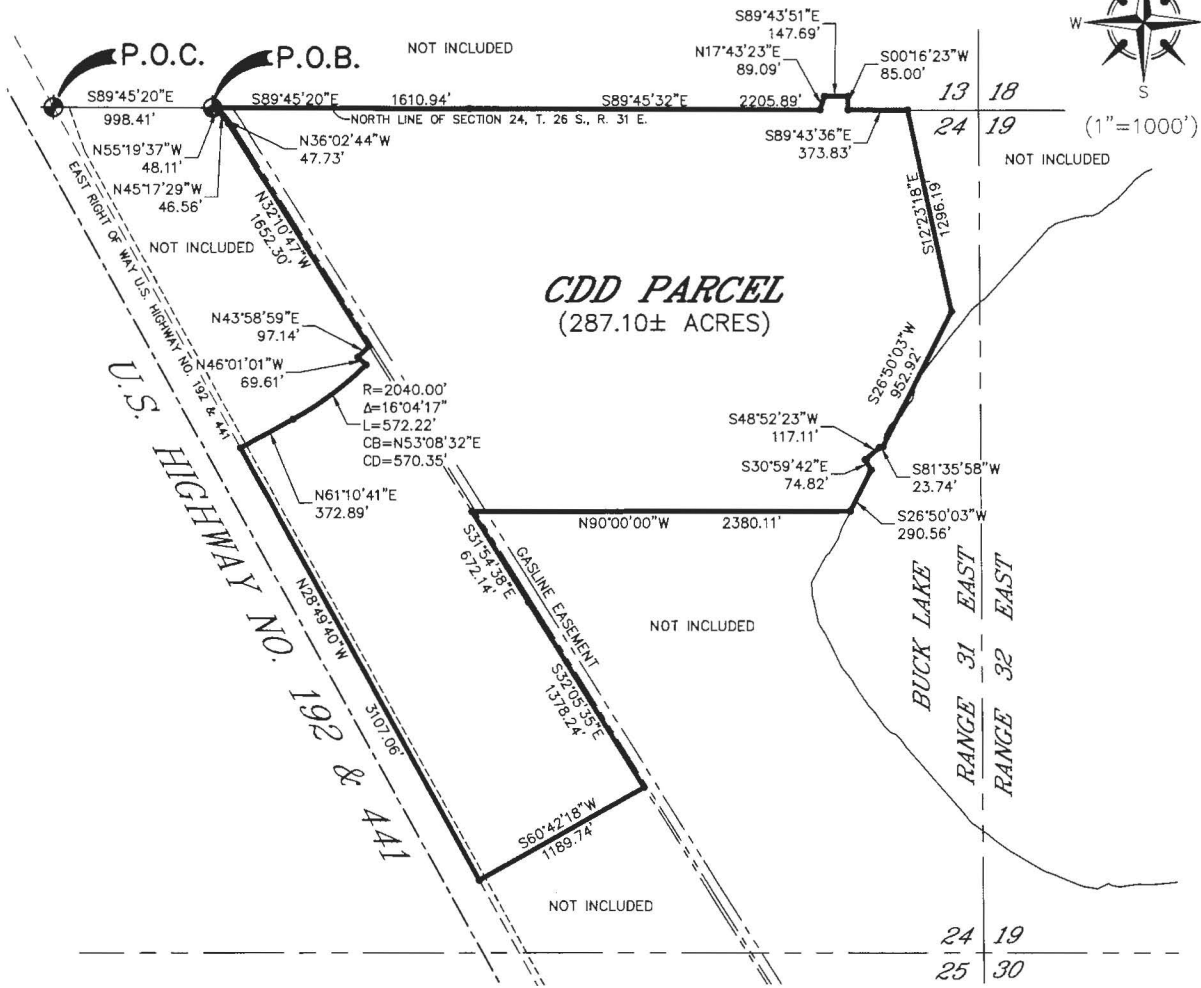 S89°43'51"E
147.69'
N17°43'23"E
89.09'
S00°16'23"W
85.00'
W
S
(1"=1000')
NOT INCLUDED
P.O.C.
P.O.B.
S89°45'20"E
998.41'
S89°45'20"E
1610.94'
S89°45'32"E
2205.89'
NORTH LINE OF SECTION 24, T. 26 S., R. 31 E.
13 18
24 19
S89°43'36"E
373.83'
NOT INCLUDED
N55°19'37"W
48.11'
N36°02'44"W
47.73'
N45°17'29"W
46.56'
EAST RIGHT OF WAY U.S. HIGHWAY NO. 192 & 441
NOT INCLUDED
N32°10'47"W
1652.30'
S12°23'18"E
1296.19'
CDD PARCEL
(287.10± ACRES)
N43°58'59"E
97.14'
N46°01'01"W
69.61'
R=2040.00'
Δ=16°04'17"
L=572.22'
CB=N53°08'32"E
CD=570.35'
S26°50'03"W
952.92'
S48°52'23"W
117.11'
S30°59'42"E
74.82'
S81°35'58"W
23.74'
S26°50'03"W
290.56'
N61°10'41"E
372.89'
N90°00'00"W
2380.11'
S31°54'38"E
672.14'
GASLINE EASEMENT
U.S. HIGHWAY NO. 192 & 441
N28°49'40"W
3107.06'
NOT INCLUDED
S32°05'35"E
1378.24'
BUCK LAKE
RANGE 31 EAST
RANGE 32 EAST
S60°42'18"W
1189.74'
NOT INCLUDED
24 19
25 30